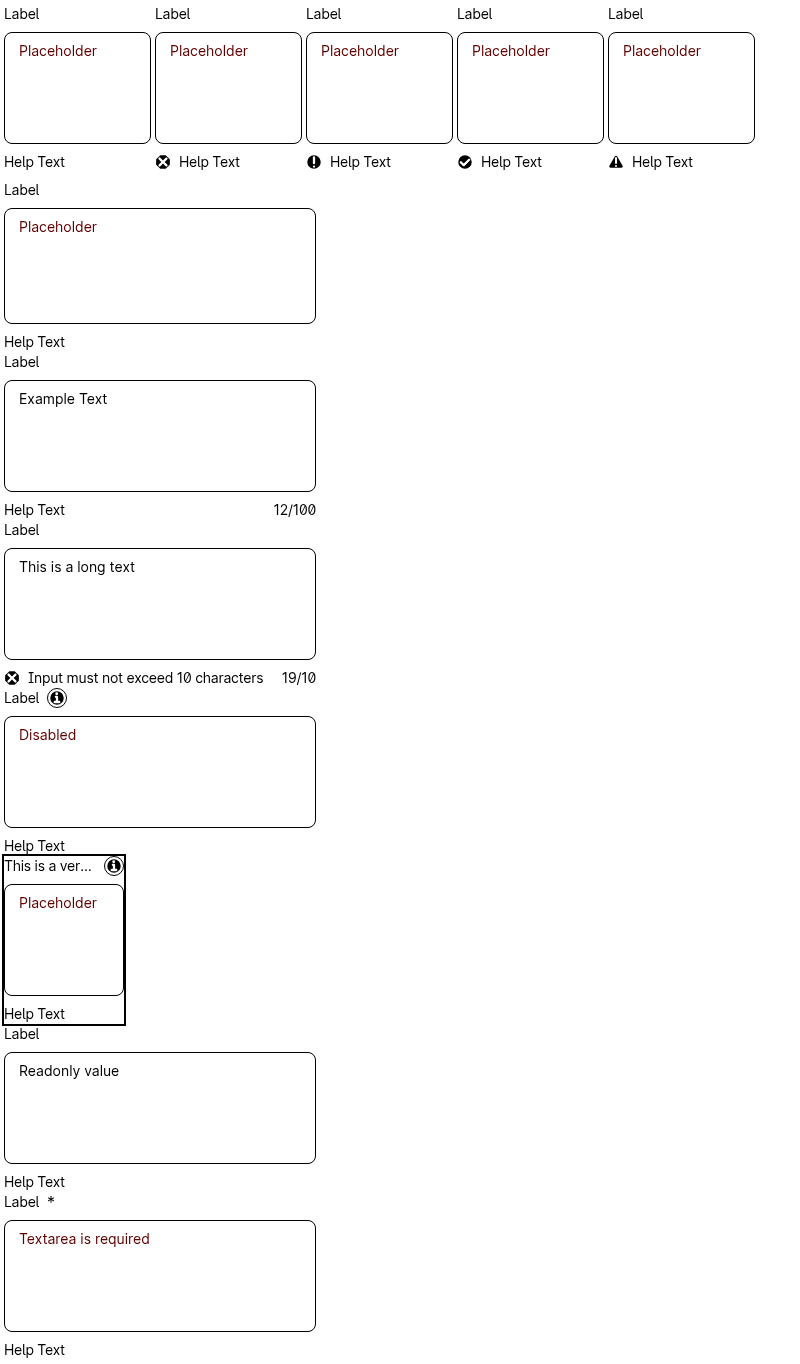 Label Label Label Label Label
Placeholder Placeholder Placeholder Placeholder Placeholder
Help Text Help Text Help Text Help Text Help Text
Label
Placeholder
Help Text
Label
Example Text
Help Text 12/100
Label
This is a long text
Input must not exceed 10 characters 19/10
Label
Disabled
Help Text
This is a ver...
Placeholder
Help Text
Label
Readonly value
Help Text
Label *
Textarea is required
Help Text